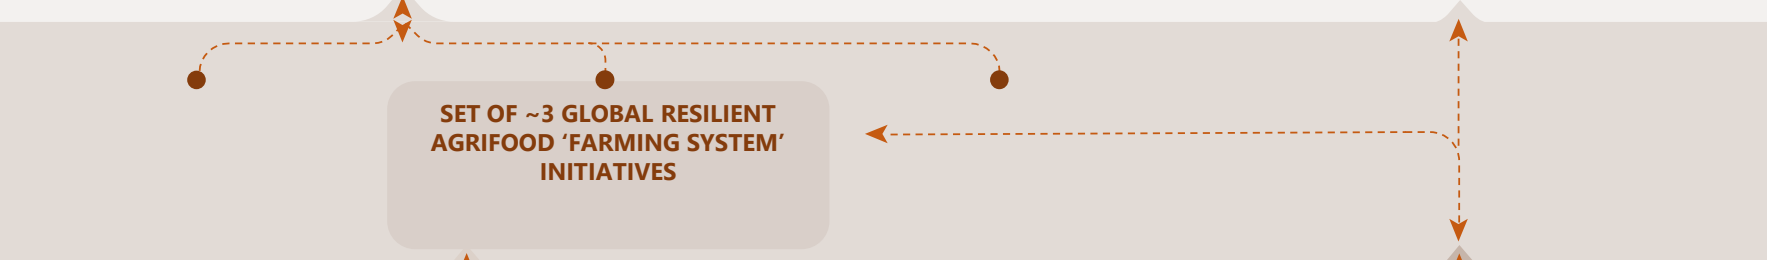 SET OF ~3 GLOBAL RESILIENT
AGRIFOOD ‘FARMING SYSTEM’
INITIATIVES